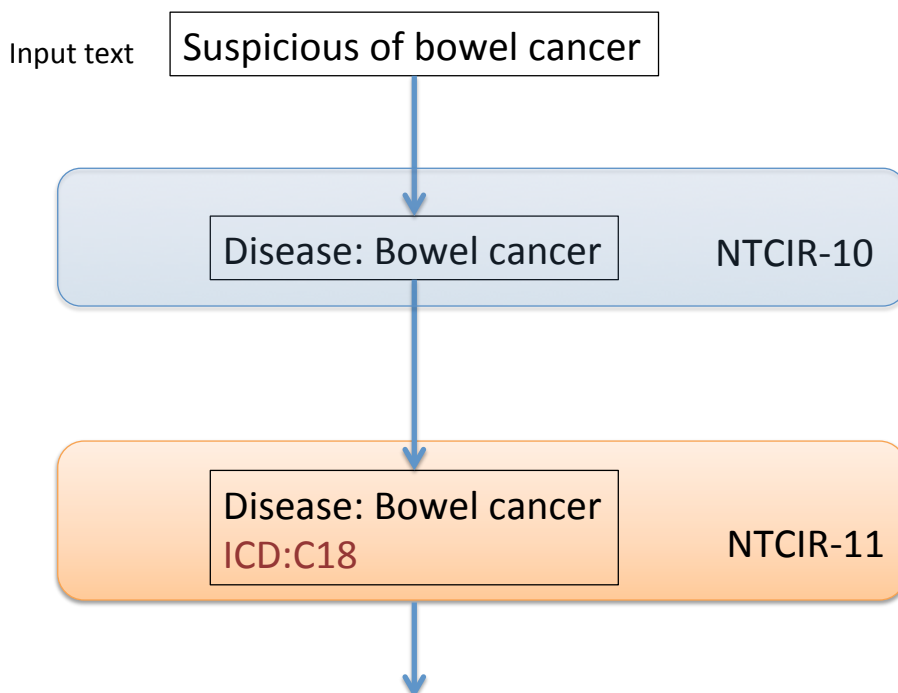 Input text
Suspicious of bowel cancer
Disease: Bowel cancer
NTCIR-10
Disease: Bowel cancer
ICD:C18
NTCIR-11